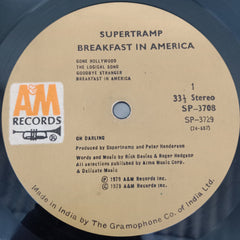 SUPERTRAMP
BREAKFAST IN AMERICA
GONE HOLLYWOOD
THE LOGICAL SONG
GOODBYE STRANGER
BREAKFAST IN AMERICA
1
33⅓ Stereo
SP-3708
SP-3729
A&M
RECORDS
OH DARLING
Produced by Supertramp and Peter Henderson
Words and Music by Rick Davies & Roger Hodgson
All selections published by Almo Music Corp.
& Delicate Music
Ⓟ 1979 A&M Records Inc.
© 1979 A&M Records Inc.
Made in India by The Gramophone Co. of India Ltd.